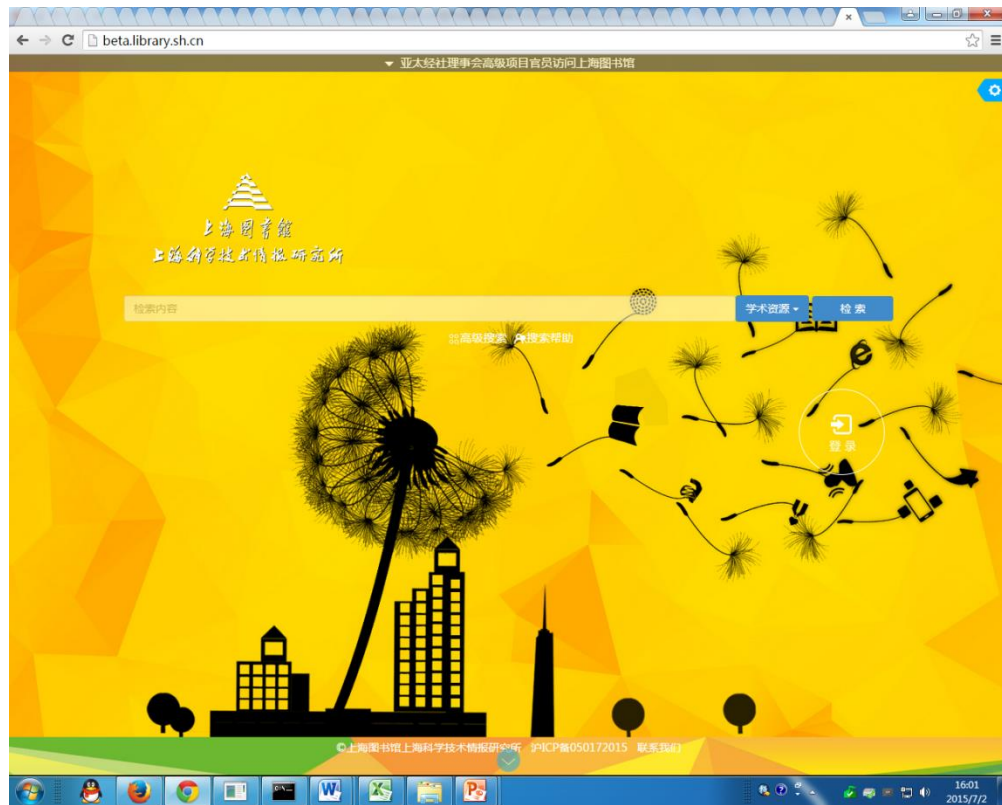 beta.library.sh.cn
亚太经社理事会高级项目官员访问上海图书馆
上海图书馆
上海科学技术情报研究所
检索内容
学术资源
检索
高级搜索 搜索帮助
登录
©上海图书馆上海科学技术情报研究所 沪ICP备050172015 联系我们
16:01
2015/7/2